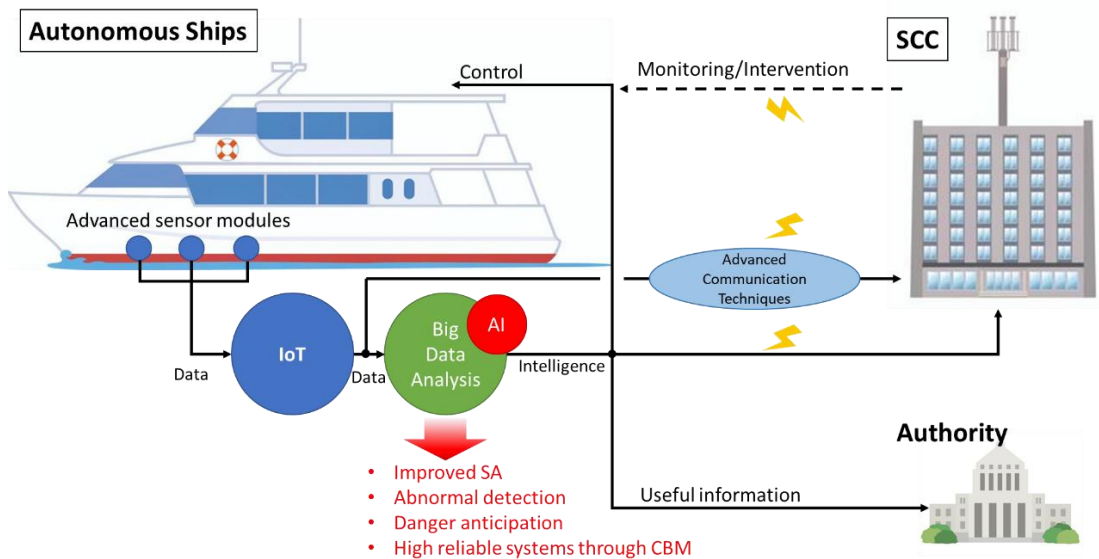 Autonomous Ships
SCC
Control
Monitoring/Intervention
Advanced sensor modules
Advanced
Communication
Techniques
IoT
Big
Data
Analysis
AI
Data
Data
Intelligence
Authority
• Improved SA
• Abnormal detection
• Danger anticipation
• High reliable systems through CBM
Useful information